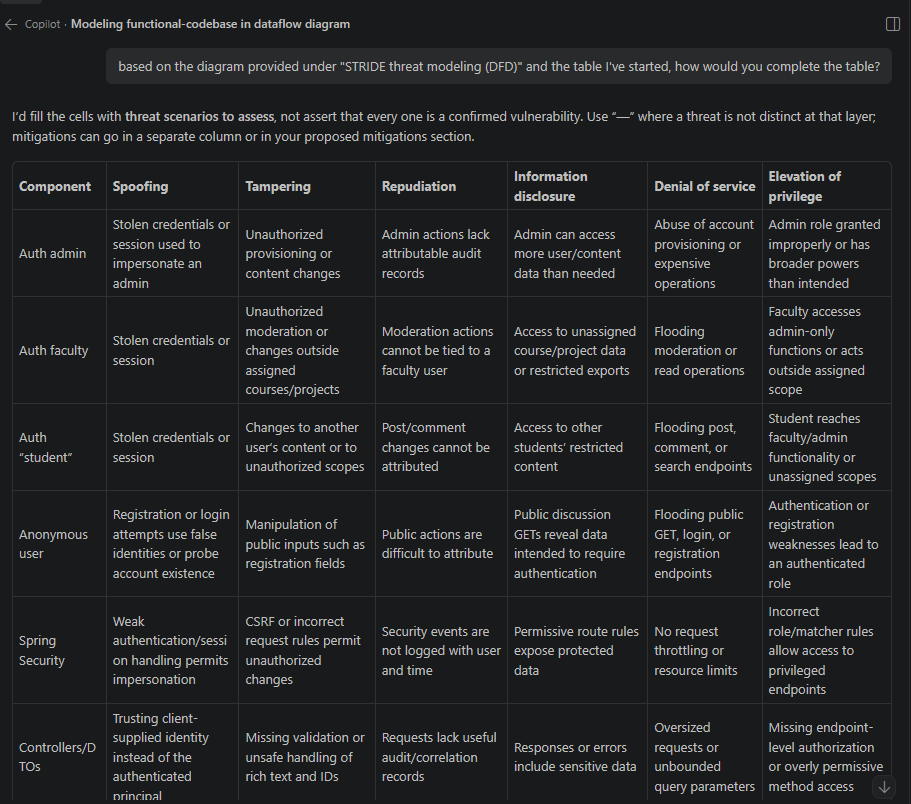 Copilot · Modeling functional-codebase in dataflow diagram
based on the diagram provided under "STRIDE threat modeling (DFD)" and the table I've started, how would you complete the table?
I'd fill the cells with threat scenarios to assess, not assert that every one is a confirmed vulnerability. Use “—” where a threat is not distinct at that layer;
mitigations can go in a separate column or in your proposed mitigations section.
Component
Spoofing
Tampering
Repudiation
Information
disclosure
Denial of service
Elevation of
privilege
Auth admin
Stolen credentials or
session used to
impersonate an
admin
Unauthorized
provisioning or
content changes
Admin actions lack
attributable audit
records
Admin can access
more user/content
data than needed
Abuse of account
provisioning or
expensive
operations
Admin role granted
improperly or has
broader powers
than intended
Auth faculty
Stolen credentials or
session
Unauthorized
moderation or
changes outside
assigned
courses/projects
Moderation actions
cannot be tied to a
faculty user
Access to unassigned
course/project data
or restricted exports
Flooding
moderation or
read operations
Faculty accesses
admin-only
functions or acts
outside assigned
scope
Auth
“student”
Stolen credentials or
session
Changes to another
user's content or to
unauthorized scopes
Post/comment
changes cannot be
attributed
Access to other
students' restricted
content
Flooding post,
comment, or
search endpoints
Student reaches
faculty/admin
functionality or
unassigned scopes
Anonymous
user
Registration or login
attempts use false
identities or probe
account existence
Manipulation of
public inputs such as
registration fields
Public actions are
difficult to attribute
Public discussion
GETs reveal data
intended to require
authentication
Flooding public
GET, login, or
registration
endpoints
Authentication or
registration
weaknesses lead to
an authenticated
role
Spring
Security
Weak
authentication/sessi
on handling permits
impersonation
CSRF or incorrect
request rules permit
unauthorized
changes
Security events are
not logged with user
and time
Permissive route rules
expose protected
data
No request
throttling or
resource limits
Incorrect
role/matcher rules
allow access to
privileged
endpoints
Controllers/D
TOs
Trusting client-
supplied identity
instead of the
authenticated
principal
Missing validation or
unsafe handling of
rich text and IDs
Requests lack useful
audit/correlation
records
Responses or errors
include sensitive data
Oversized
requests or
unbounded
query parameters
Missing endpoint-
level authorization
or overly permissive
method access